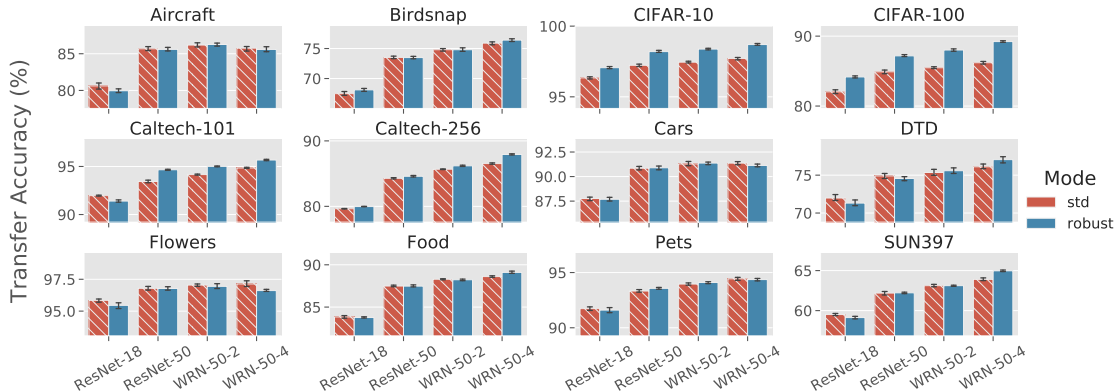 Transfer Accuracy (%)
Aircraft
85
80
Birdsnap
75
70
CIFAR-10
100
95
CIFAR-100
90
80
Caltech-101
95
90
Caltech-256
90
80
Cars
92.5
90.0
87.5
DTD
75
70
Flowers
97.5
95.0
Food
90
85
Pets
95
90
SUN397
65
60
ResNet-18
ResNet-50
WRN-50-2
WRN-50-4
ResNet-18
ResNet-50
WRN-50-2
WRN-50-4
ResNet-18
ResNet-50
WRN-50-2
WRN-50-4
ResNet-18
ResNet-50
WRN-50-2
WRN-50-4
Mode
std
robust